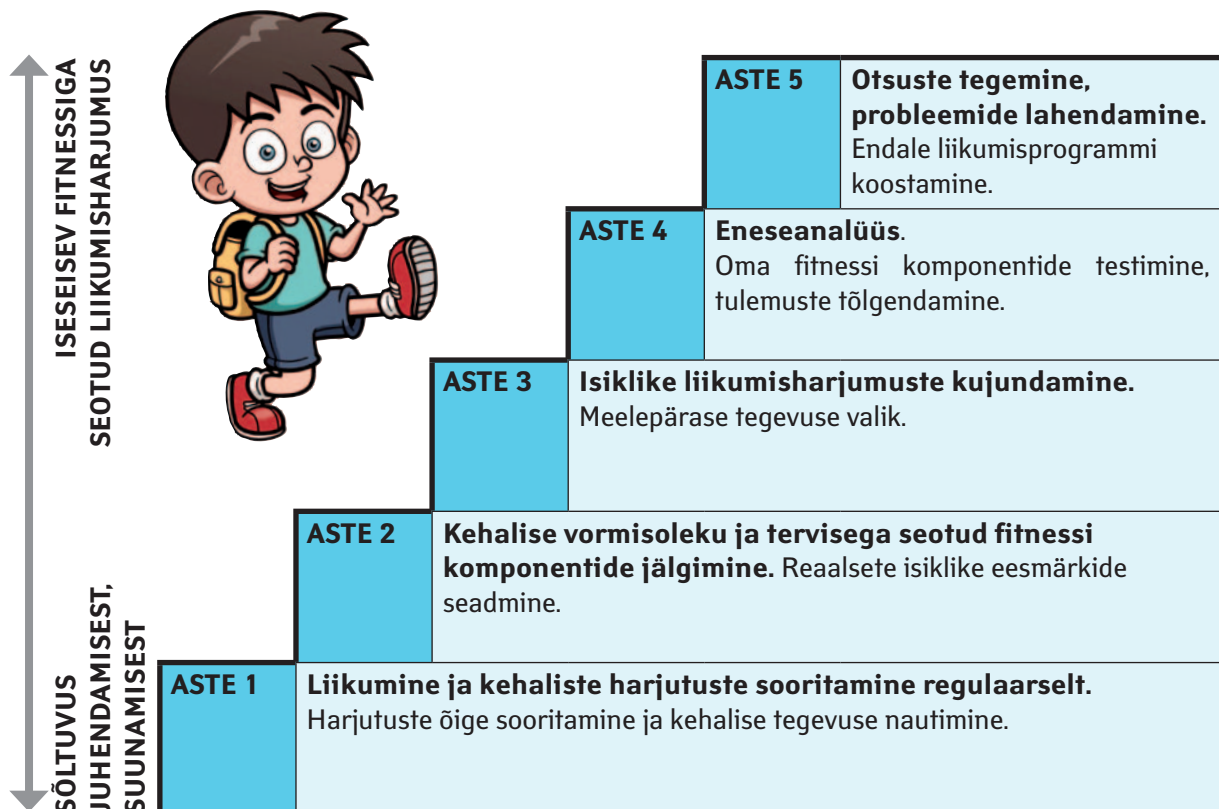 ISESEISEV FITNESSIGA
SEOTUD LIIKUMISHARJUMUS
ASTE 5
Otsuste tegemine,
probleemide lahendamine.
Endale liikumisprogrammi
koostamine.
ASTE 4
Eneseanalüüs.
Oma fitnessi komponentide testimine,
tulemuste tõlgendamine.
ASTE 3
Isiklike liikumisharjumuste kujundamine.
Meelepärase tegevuse valik.
ASTE 2
Kehalise vormisoleku ja tervisega seotud fitnessi
komponentide jälgimine. Reaalsete isiklike eesmärkide
seadmine.
SÕLTUVUS
JUHENDAMISEST,
SUUNAMISEST
ASTE 1
Liikumine ja kehaliste harjutuste sooritamine regulaarselt.
Harjutuste õige sooritamine ja kehalise tegevuse nautimine.